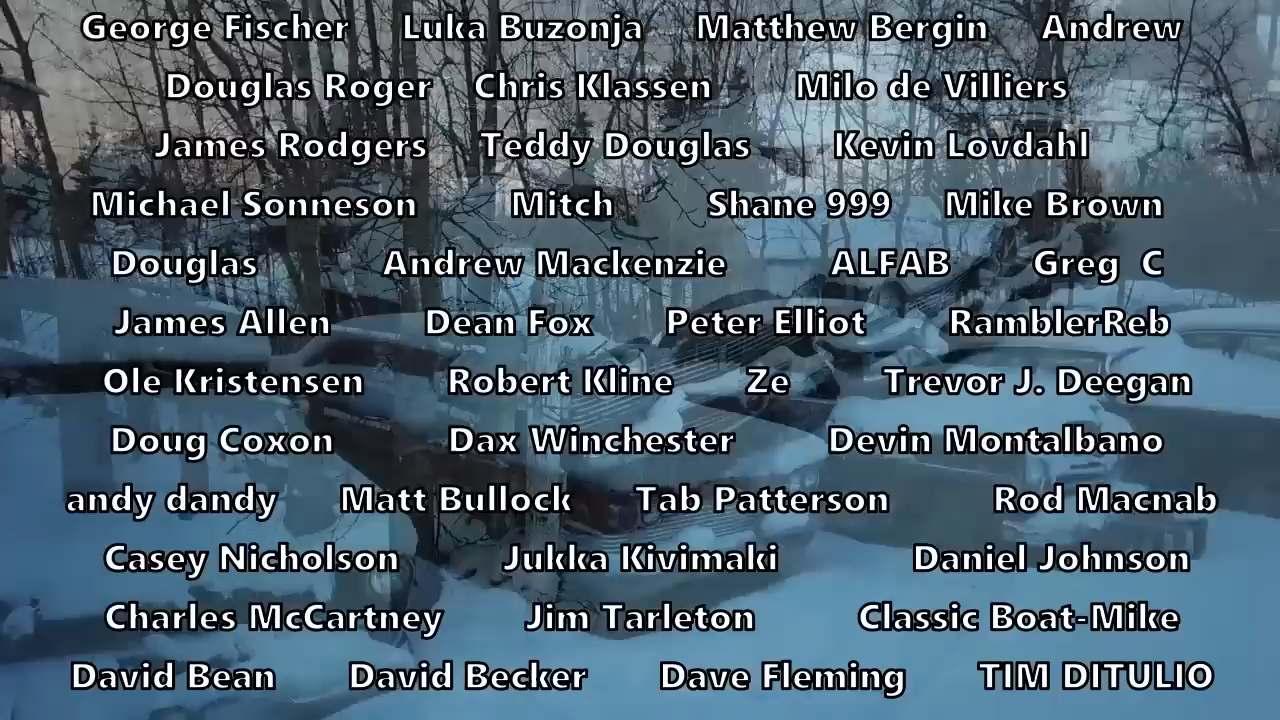 George Fischer Luka Buzonja Matthew Bergin Andrew
Douglas Roger Chris Klassen Milo de Villiers
James Rodgers Teddy Douglas Kevin Lovdahl
Michael Sonneson Mitch Shane 999 Mike Brown
Douglas Andrew Mackenzie ALFAB Greg C
James Allen Dean Fox Peter Elliot RamblerReb
Ole Kristensen Robert Kline Ze Trevor J. Deegan
Doug Coxon Dax Winchester Devin Montalbano
andy dandy Matt Bullock Tab Patterson Rod Macnab
Casey Nicholson Jukka Kivimaki Daniel Johnson
Charles McCartney Jim Tarleton Classic Boat-Mike
David Bean David Becker Dave Fleming TIM DITULIO